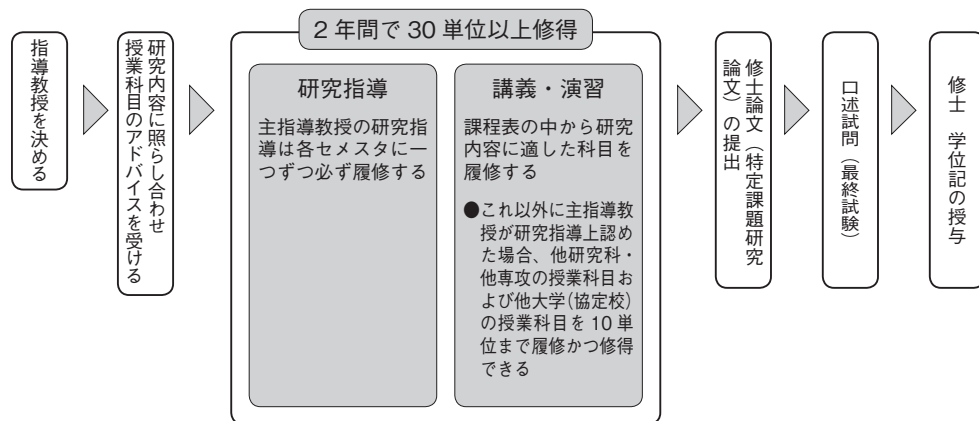 指導教授を決める
研究内容に照らし合わせ
授業科目のアドバイスを受ける
2年間で30単位以上修得
研究指導
主指導教授の研究指
導は各セメスタに一
つずつ必ず履修する
講義・演習
課程表の中から研究
内容に適した科目を
履修する
●これ以外に主指導教
授が研究指導上認め
た場合、他研究科・
他専攻の授業科目お
よび他大学(協定校)
の授業科目を10単
位まで履修かつ修得
できる
修士論文（特定課題研究
論文）の提出
口述試問（最終試験）
修士 学位記の授与